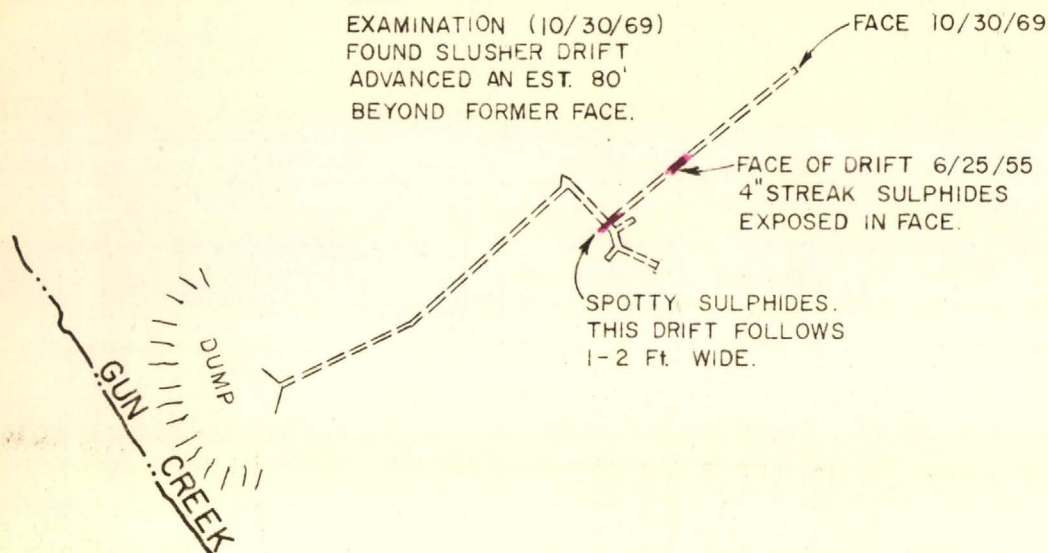 EXAMINATION (10/30/69)
FOUND SLUSHER DRIFT
ADVANCED AN EST. 80'
BEYOND FORMER FACE.
FACE 10/30/69
FACE OF DRIFT 6/25/55
4" STREAK SULPHIDES
EXPOSED IN FACE.
SPOTTY SULPHIDES.
THIS DRIFT FOLLOWS
1-2 Ft. WIDE.
DUMP
GUN CREEK